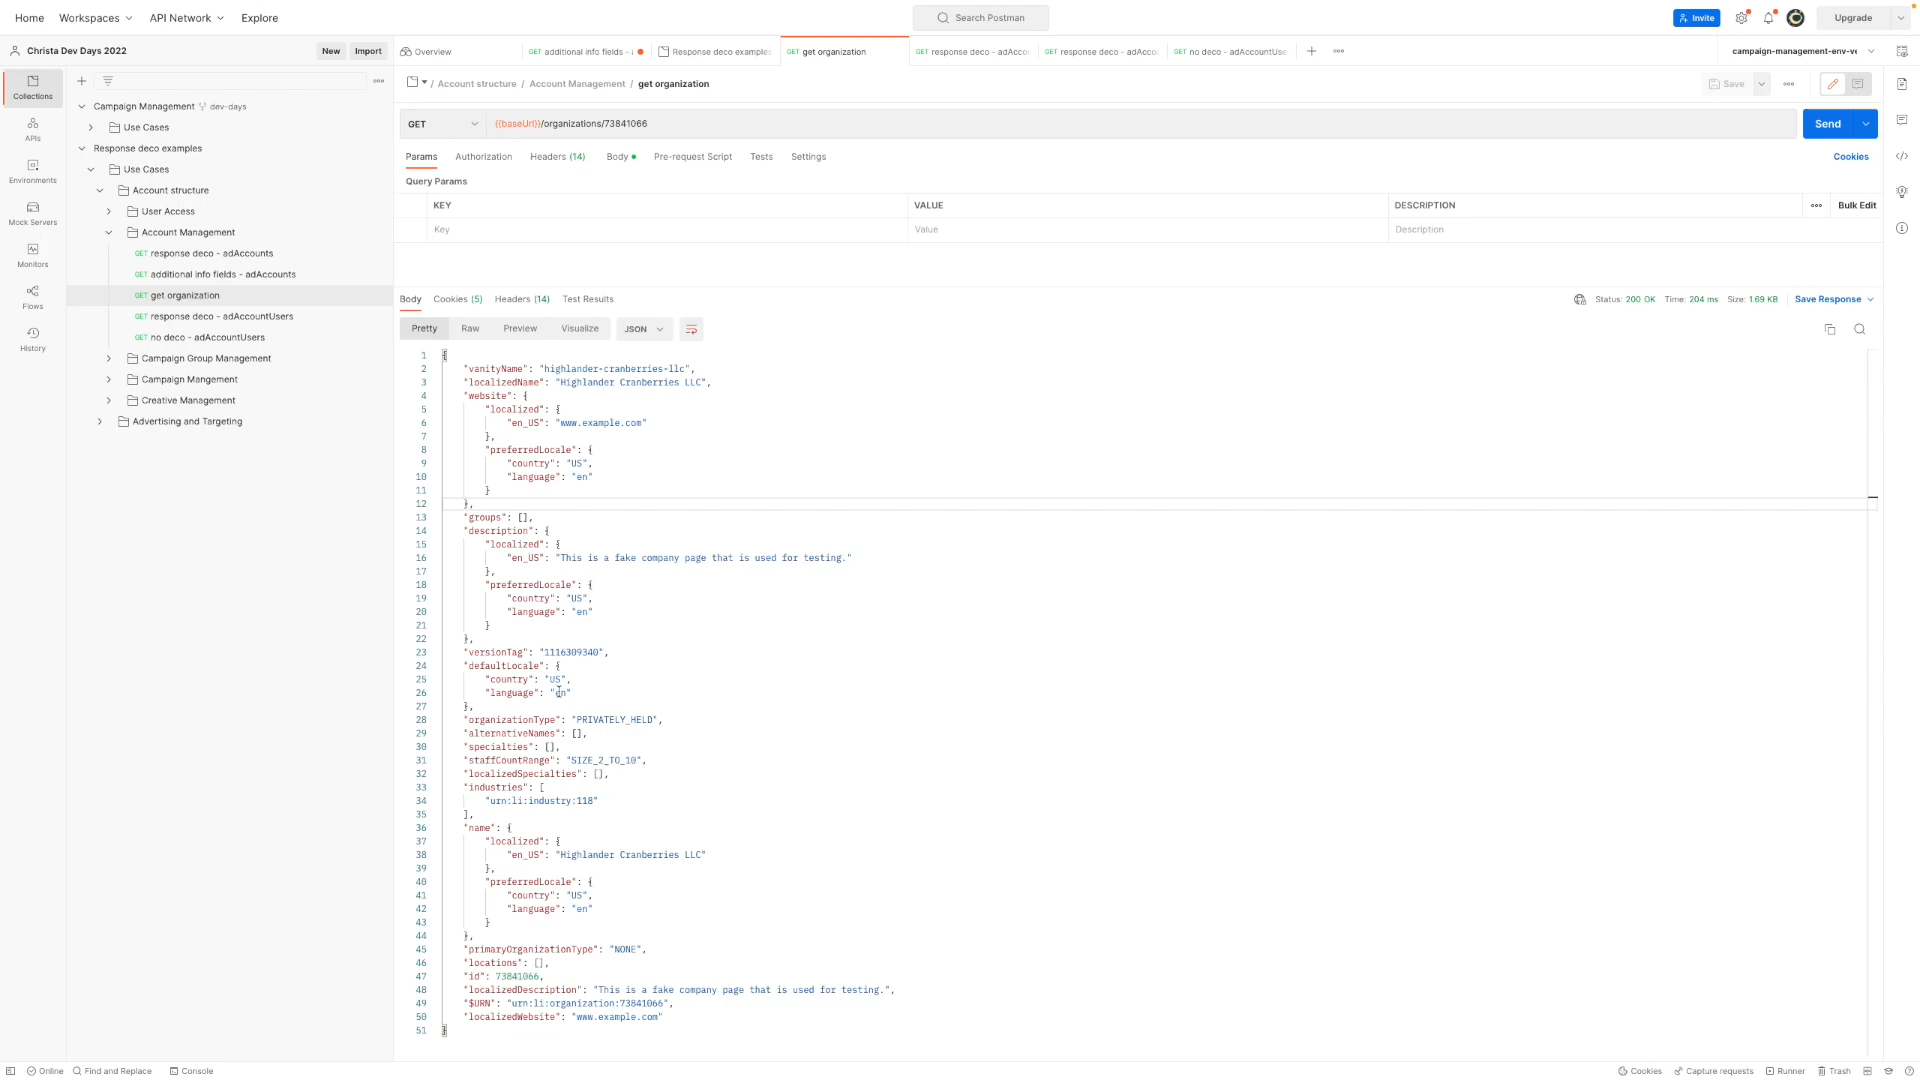 Home Workspaces API Network Explore Search Postman Invite Upgrade
Christa Dev Days 2022 New Import
Overview GET additional info fields - Response deco examples GET get organization GET response deco - adAccou GET response deco - adAcco GET no deco - adAccountUse campaign-management-env-ve
Collections
APIs
Environments
Mock Servers
Monitors
Flows
History
Campaign Management dev-days
Use Cases
Response deco examples
Use Cases
Account structure
User Access
Account Management
GET response deco - adAccounts
GET additional info fields - adAccounts
GET get organization
GET response deco - adAccountUsers
GET no deco - adAccountUsers
Campaign Group Management
Campaign Mangement
Creative Management
Advertising and Targeting
/ Account structure / Account Management / get organization Save
GET {{baseUrl}}/organizations/73841066 Send
Params Authorization Headers (14) Body Pre-request Script Tests Settings Cookies
Query Params
KEY VALUE DESCRIPTION Bulk Edit
Key Value Description
Body Cookies (5) Headers (14) Test Results Status: 200 OK Time: 204 ms Size: 1.69 KB Save Response
Pretty Raw Preview Visualize JSON
1 {
2 "vanityName": "highlander-cranberries-llc",
3 "localizedName": "Highlander Cranberries LLC",
4 "website": {
5 "localized": {
6 "en_US": "www.example.com"
7 },
8 "preferredLocale": {
9 "country": "US",
10 "language": "en"
11 }
12 },
13 "groups": [],
14 "description": {
15 "localized": {
16 "en_US": "This is a fake company page that is used for testing."
17 },
18 "preferredLocale": {
19 "country": "US",
20 "language": "en"
21 }
22 },
23 "versionTag": "1116309340",
24 "defaultLocale": {
25 "country": "US",
26 "language": "en"
27 },
28 "organizationType": "PRIVATELY_HELD",
29 "alternativeNames": [],
30 "specialties": [],
31 "staffCountRange": "SIZE_2_TO_10",
32 "localizedSpecialties": [],
33 "industries": [
34 "urn:li:industry:118"
35 ],
36 "name": {
37 "localized": {
38 "en_US": "Highlander Cranberries LLC"
39 },
40 "preferredLocale": {
41 "country": "US",
42 "language": "en"
43 }
44 },
45 "primaryOrganizationType": "NONE",
46 "locations": [],
47 "id": 73841066,
48 "localizedDescription": "This is a fake company page that is used for testing.",
49 "$URN": "urn:li:organization:73841066",
50 "localizedWebsite": "www.example.com"
51 }
Online Find and Replace Console Cookies Capture requests Runner Trash